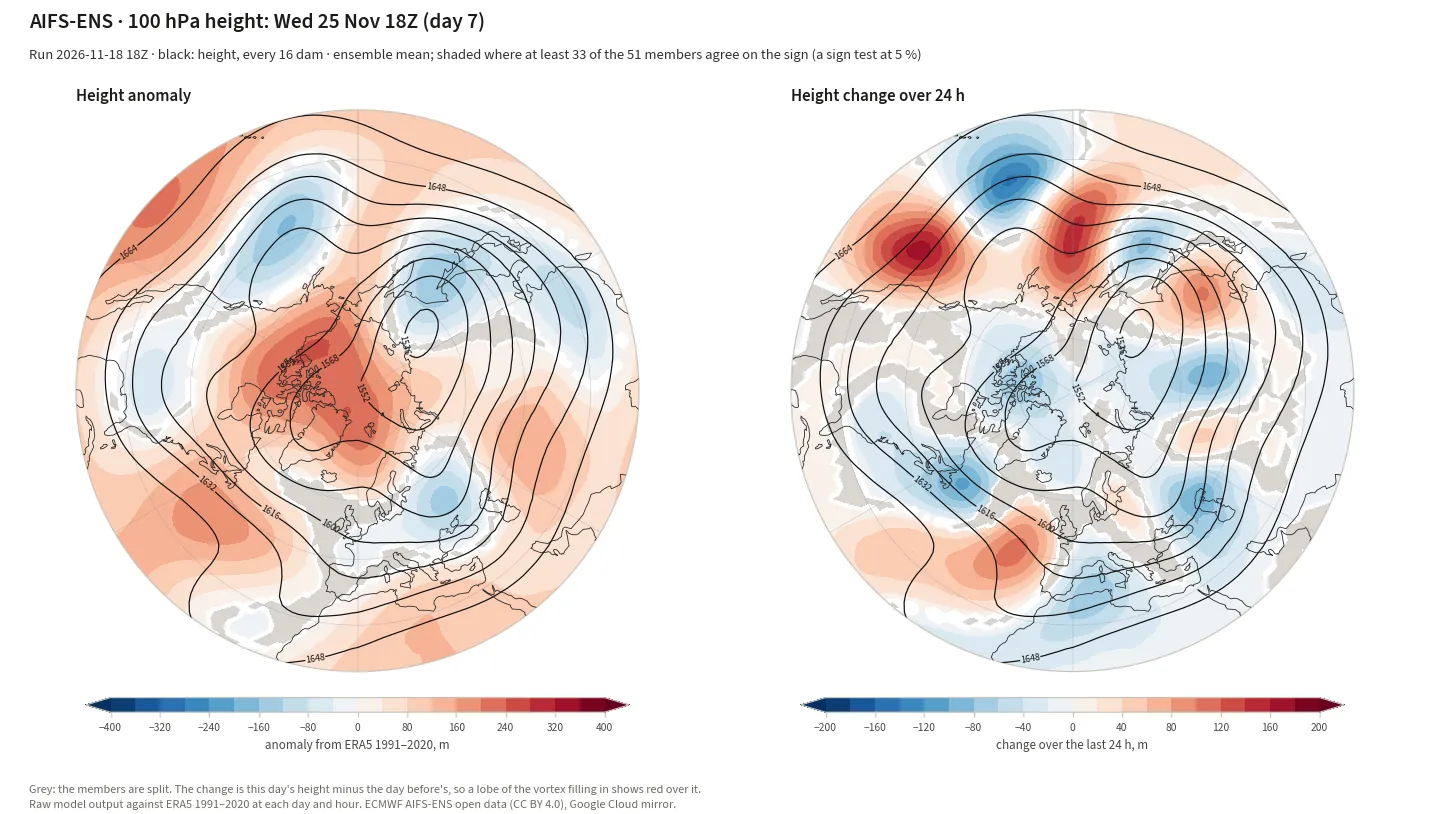 AIFS-ENS · 100 hPa height: Wed 25 Nov 18Z (day 7)
Run 2026-11-18 18Z · black: height, every 16 dam · ensemble mean; shaded where at least 33 of the 51 members agree on the sign (a sign test at 5 %)
Height anomaly
Height change over 24 h
1648
1664
1568
1552
1632
1616
1600
1648
1648
1664
1568
1552
1632
1616
1600
1648
−400 −320 −240 −160 −80 0 80 160 240 320 400
anomaly from ERA5 1991–2020, m
−200 −160 −120 −80 −40 0 40 80 120 160 200
change over the last 24 h, m
Grey: the members are split. The change is this day's height minus the day before's, so a lobe of the vortex filling in shows red over it.
Raw model output against ERA5 1991–2020 at each day and hour. ECMWF AIFS-ENS open data (CC BY 4.0), Google Cloud mirror.